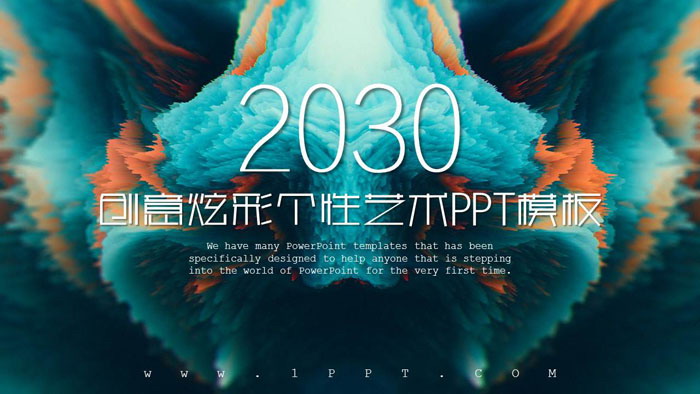 2030
创意炫彩个性艺术PPT模板
We have many PowerPoint templates that has been
specifically designed to help anyone that is stepping
into the world of PowerPoint for the very first time.
www.1PPT.COM